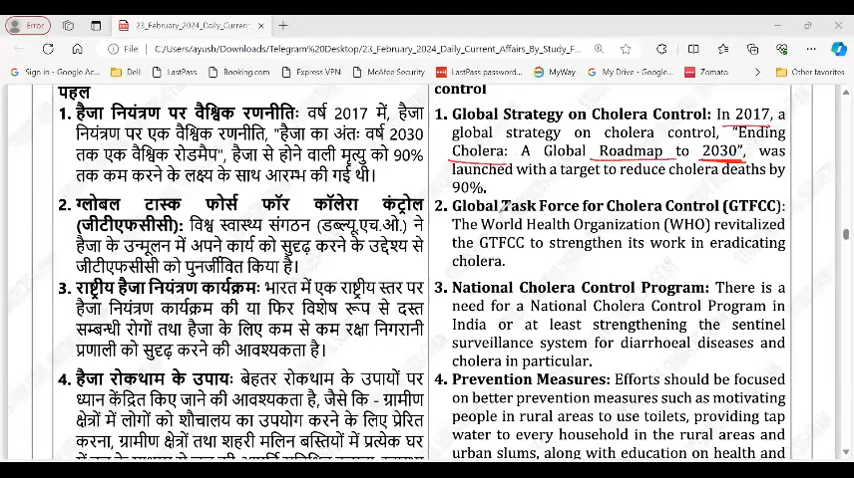 Error
23_February_2024_Daily_Current_
File
C:/Users/ayush/Downloads/Telegram%20Desktop/23_February_2024_Daily_Current_Affairs_By_Study_F...
Sign in - Google Ac...
Dell
LastPass
Booking.com
Express VPN
McAfee Security
LastPass password...
MyWay
My Drive - Google...
Zomato
Other favorites
पहल
1. हैजा नियंत्रण पर वैश्विक रणनीतिः वर्ष 2017 में, हैजा
नियंत्रण पर एक वैश्विक रणनीति, "हैजा का अंतः वर्ष 2030
तक एक वैश्विक रोडमैप", हैजा से होने वाली मृत्यु को 90%
तक कम करने के लक्ष्य के साथ आरम्भ की गई थी।
2. ग्लोबल टास्क फोर्स फॉर कॉलेरा कंट्रोल
(जीटीएफसीसी): विश्व स्वास्थ्य संगठन (डब्ल्यू.एच.ओ.) ने
हैजा के उन्मूलन में अपने कार्य को सुदृढ़ करने के उद्देश्य से
जीटीएफसीसी को पुनर्जीवित किया है।
3. राष्ट्रीय हैजा नियंत्रण कार्यक्रमः भारत में एक राष्ट्रीय स्तर पर
हैजा नियंत्रण कार्यक्रम की या फिर विशेष रूप से दस्त
सम्बन्धी रोगों तथा हैजा के लिए कम से कम रक्षा निगरानी
प्रणाली को सुदृढ़ करने की आवश्यकता है।
4. हैजा रोकथाम के उपायः बेहतर रोकथाम के उपायों पर
ध्यान केंद्रित किए जाने की आवश्यकता है, जैसे कि - ग्रामीण
क्षेत्रों में लोगों को शौचालय का उपयोग करने के लिए प्रेरित
करना, ग्रामीण क्षेत्रों तथा शहरी मलिन बस्तियों में प्रत्येक घर
control
1. Global Strategy on Cholera Control: In 2017, a
global strategy on cholera control, “Ending
Cholera: A Global Roadmap to 2030”, was
launched with a target to reduce cholera deaths by
90%.
2. Global Task Force for Cholera Control (GTFCC):
The World Health Organization (WHO) revitalized
the GTFCC to strengthen its work in eradicating
cholera.
3. National Cholera Control Program: There is a
need for a National Cholera Control Program in
India or at least strengthening the sentinel
surveillance system for diarrhoeal diseases and
cholera in particular.
4. Prevention Measures: Efforts should be focused
on better prevention measures such as motivating
people in rural areas to use toilets, providing tap
water to every household in the rural areas and
urban slums, along with education on health and